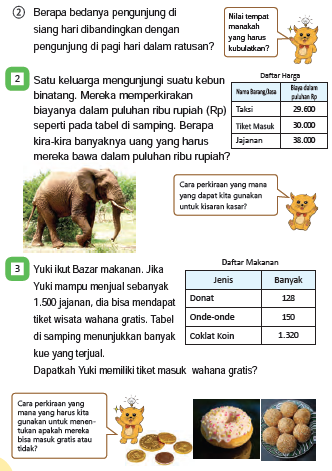 ② Berapa bedanya pengunjung di
siang hari dibandingkan dengan
pengunjung di pagi hari dalam ratusan?
Nilai tempat
manakah
yang harus
kubulatkan?
2 Satu keluarga mengunjungi suatu kebun
binatang. Mereka memperkirakan
biayanya dalam puluhan ribu rupiah (Rp)
seperti pada tabel di samping. Berapa
kira-kira banyaknya uang yang harus
mereka bawa dalam puluhan ribu rupiah?
Daftar Harga
Nama Barang/Jasa Biaya dalam puluhan Rp
Taksi 29.600
Tiket Masuk 30.000
Jajanan 38.000
Cara perkiraan yang mana
yang dapat kita gunakan
untuk kisaran kasar?
3 Yuki ikut Bazar makanan. Jika
Yuki mampu menjual sebanyak
1.500 jajanan, dia bisa mendapat
tiket wisata wahana gratis. Tabel
di samping menunjukkan banyak
kue yang terjual.
Dapatkah Yuki memiliki tiket masuk wahana gratis?
Daftar Makanan
Jenis Banyak
Donat 128
Onde-onde 150
Coklat Koin 1.320
Cara perkiraan yang
mana yang harus kita
gunakan untuk menen-
tukan apakah mereka
bisa masuk gratis atau
tidak?